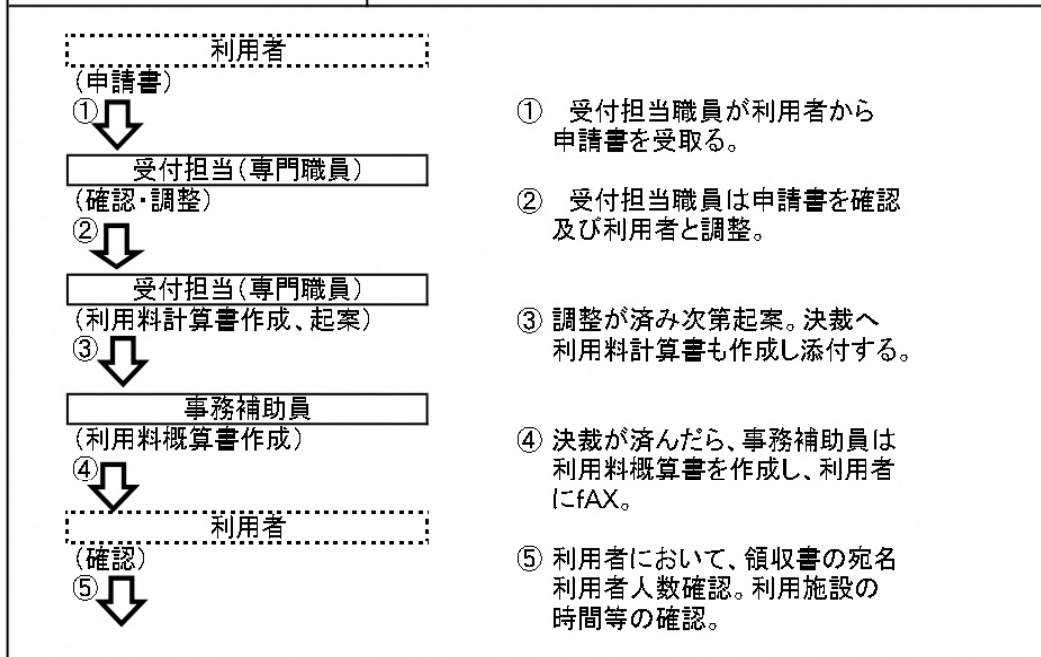 利用者
(申請書)
①
① 受付担当職員が利用者から
申請書を受取る。
受付担当(専門職員)
(確認・調整)
②
② 受付担当職員は申請書を確認
及び利用者と調整。
受付担当(専門職員)
(利用料計算書作成、起案)
③
③ 調整が済み次第起案。決裁へ
利用料計算書も作成し添付する。
事務補助員
(利用料概算書作成)
④
④ 決裁が済んだら、事務補助員は
利用料概算書を作成し、利用者
にfAX。
利用者
(確認)
⑤
⑤ 利用者において、領収書の宛名
利用者人数確認。利用施設の
時間等の確認。